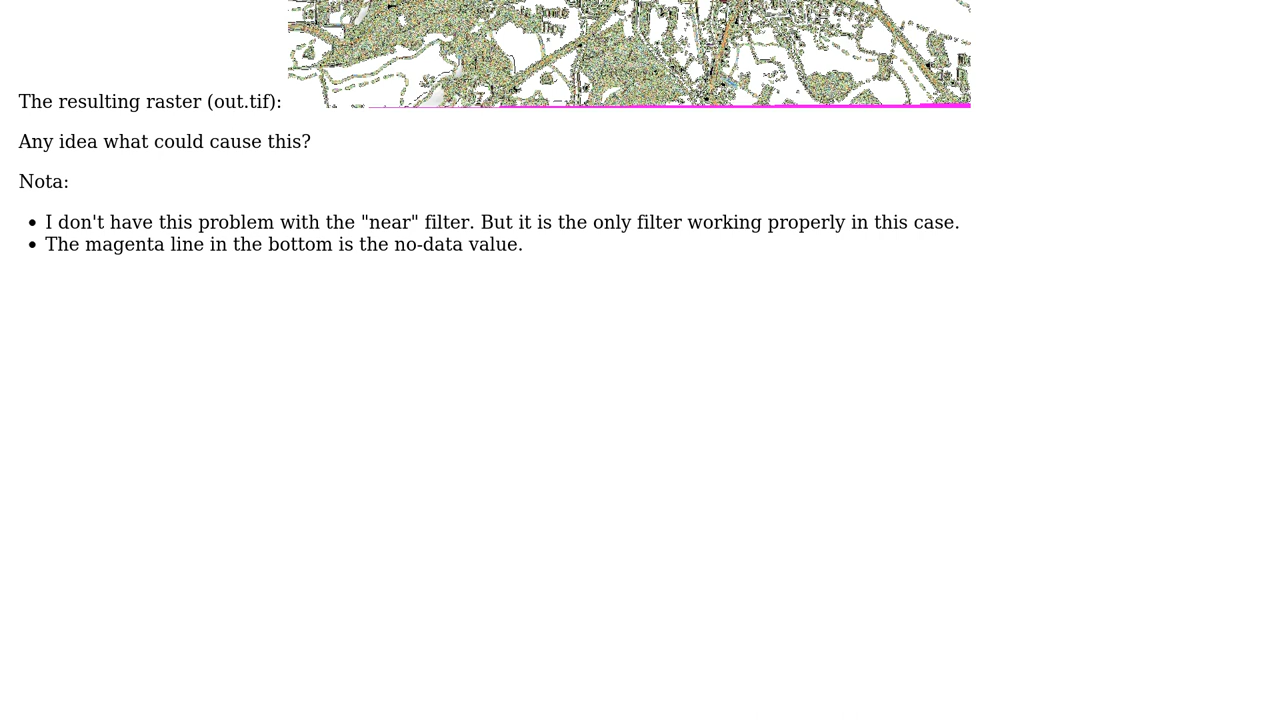 The resulting raster (out.tif):
Any idea what could cause this?
Nota:
• I don't have this problem with the "near" filter. But it is the only filter working properly in this case.
• The magenta line in the bottom is the no-data value.